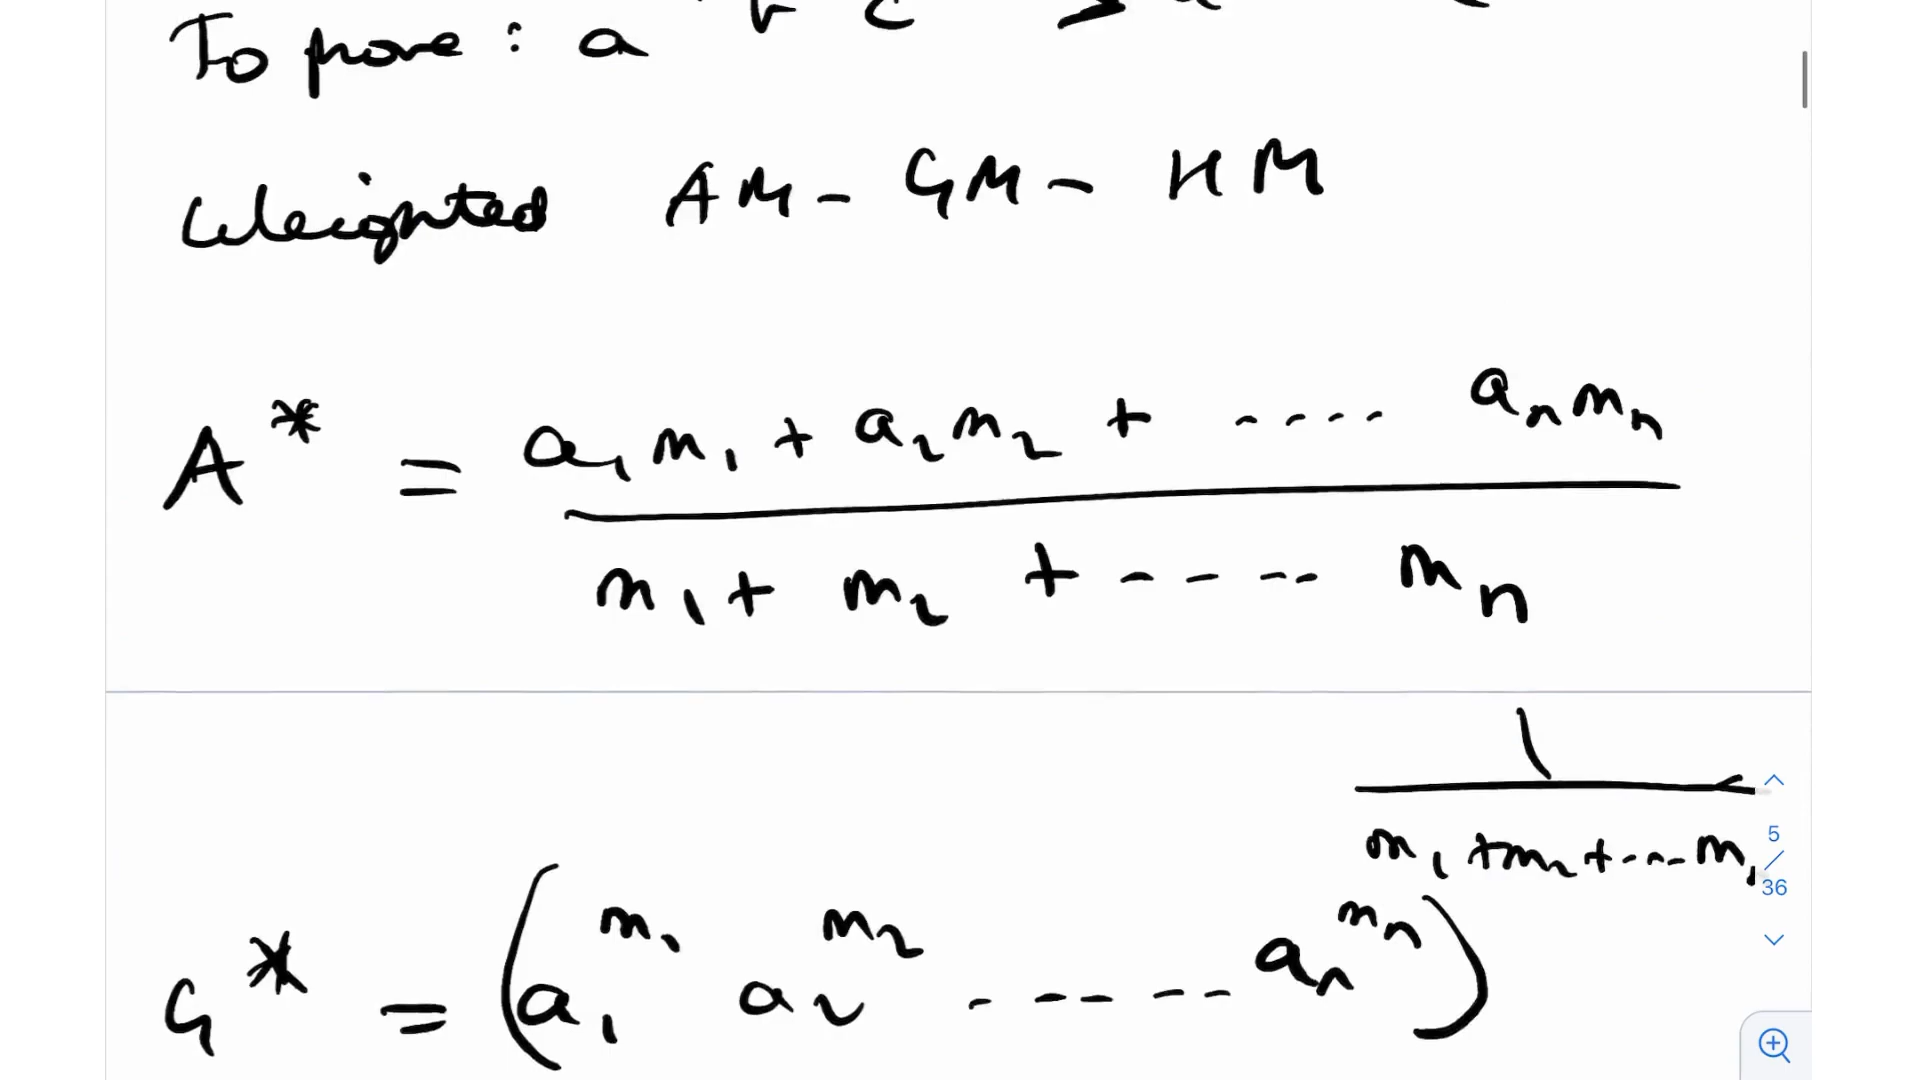 To prove : a
Weighted AM - GM - HM
A* = (a₁m₁ + a₂m₂ + .... aₙmₙ) / (m₁ + m₂ + ---- mₙ)
G* = (a₁^m₁ a₂^m₂ ----- aₙ^mₙ)^(1 / (m₁ + m₂ + --- m
5 / 36